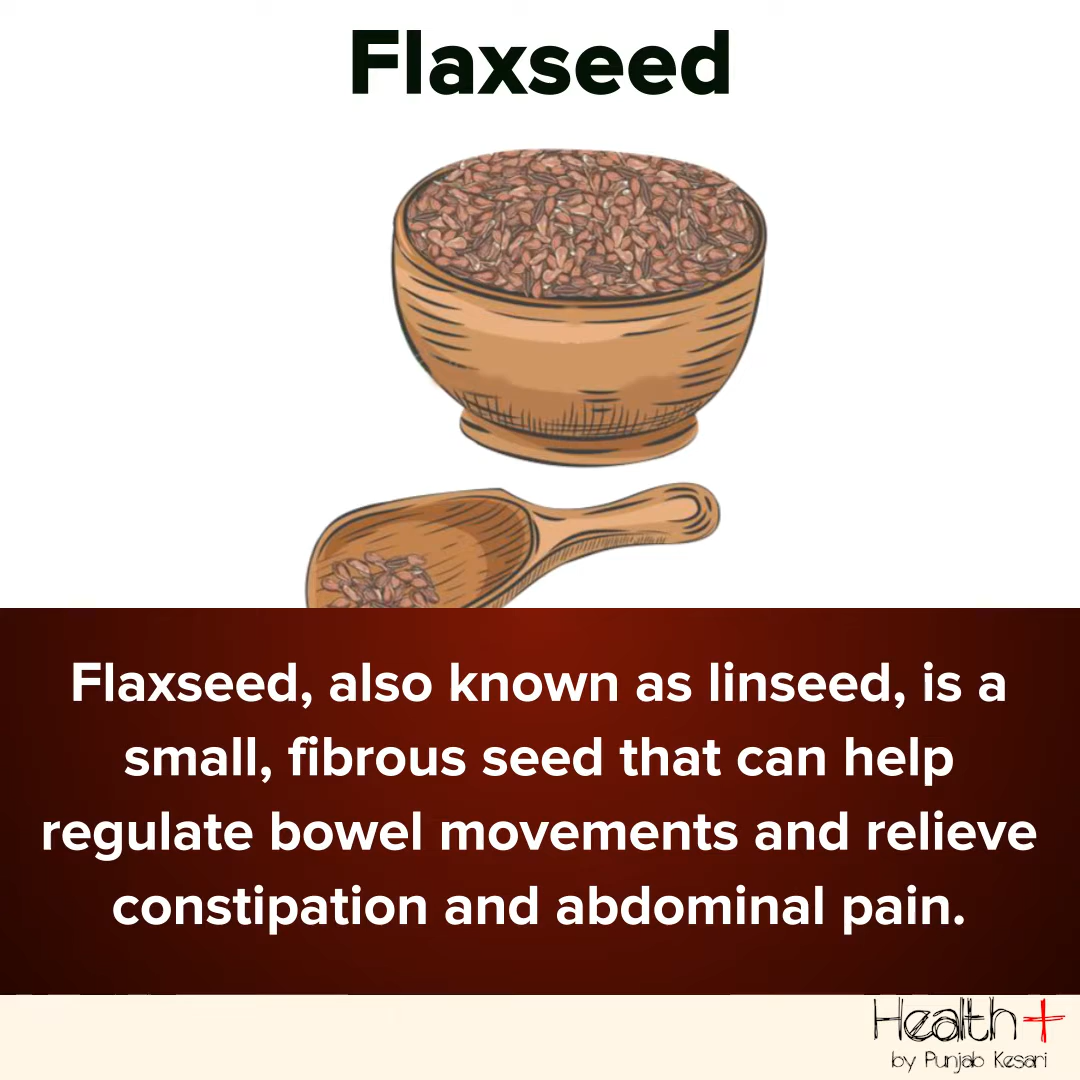 Flaxseed
Flaxseed, also known as linseed, is a
small, fibrous seed that can help
regulate bowel movements and relieve
constipation and abdominal pain.
Health+
by Punjab Kesari